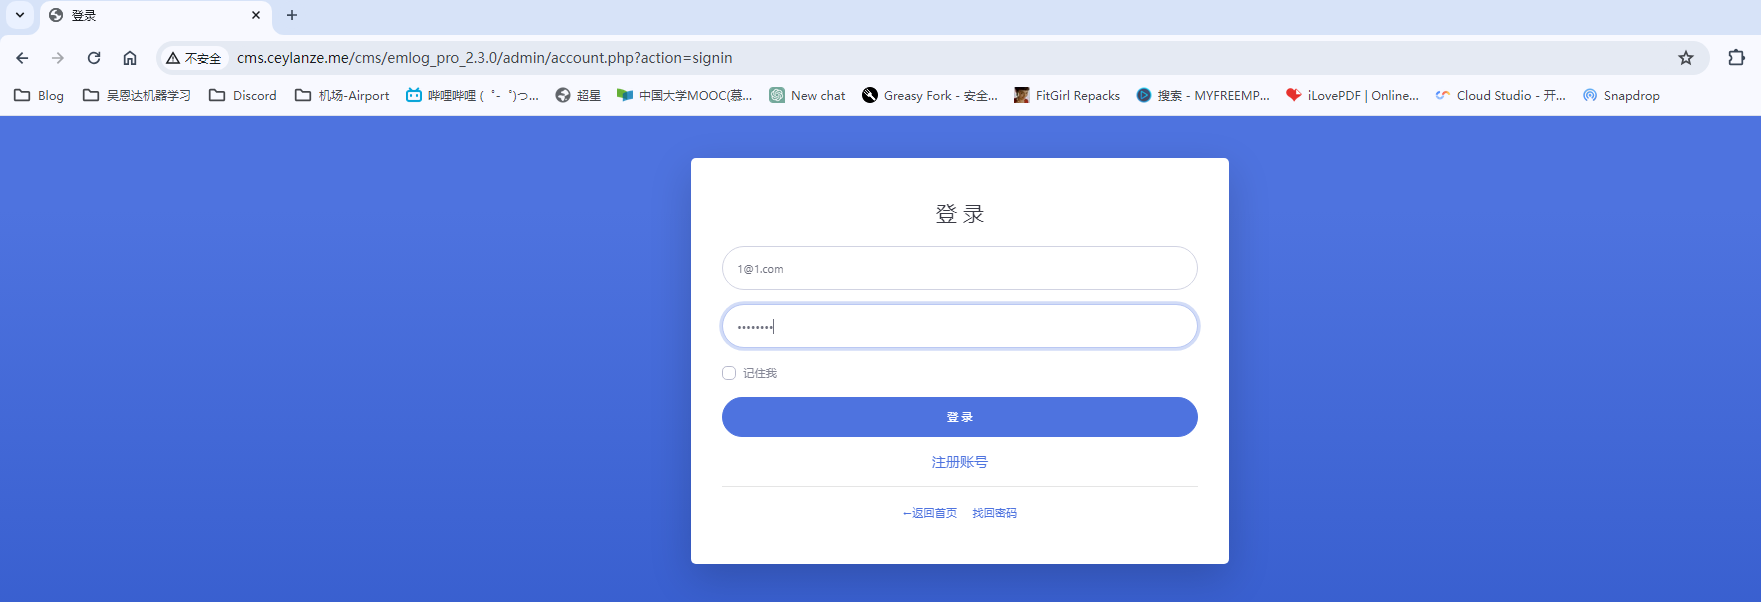 登录
不安全 cms.ceylanze.me/cms/emlog_pro_2.3.0/admin/account.php?action=signin
Blog 吴恩达机器学习 Discord 机场-Airport 哔哩哔哩 ( ゜- ゜)つ... 超星 中国大学MOOC(慕... New chat Greasy Fork - 安全... FitGirl Repacks 搜索 - MYFREEMP... iLovePDF | Online... Cloud Studio - 开... Snapdrop
登录
1@1.com
••••••••
记住我
登录
注册账号
←返回首页 找回密码